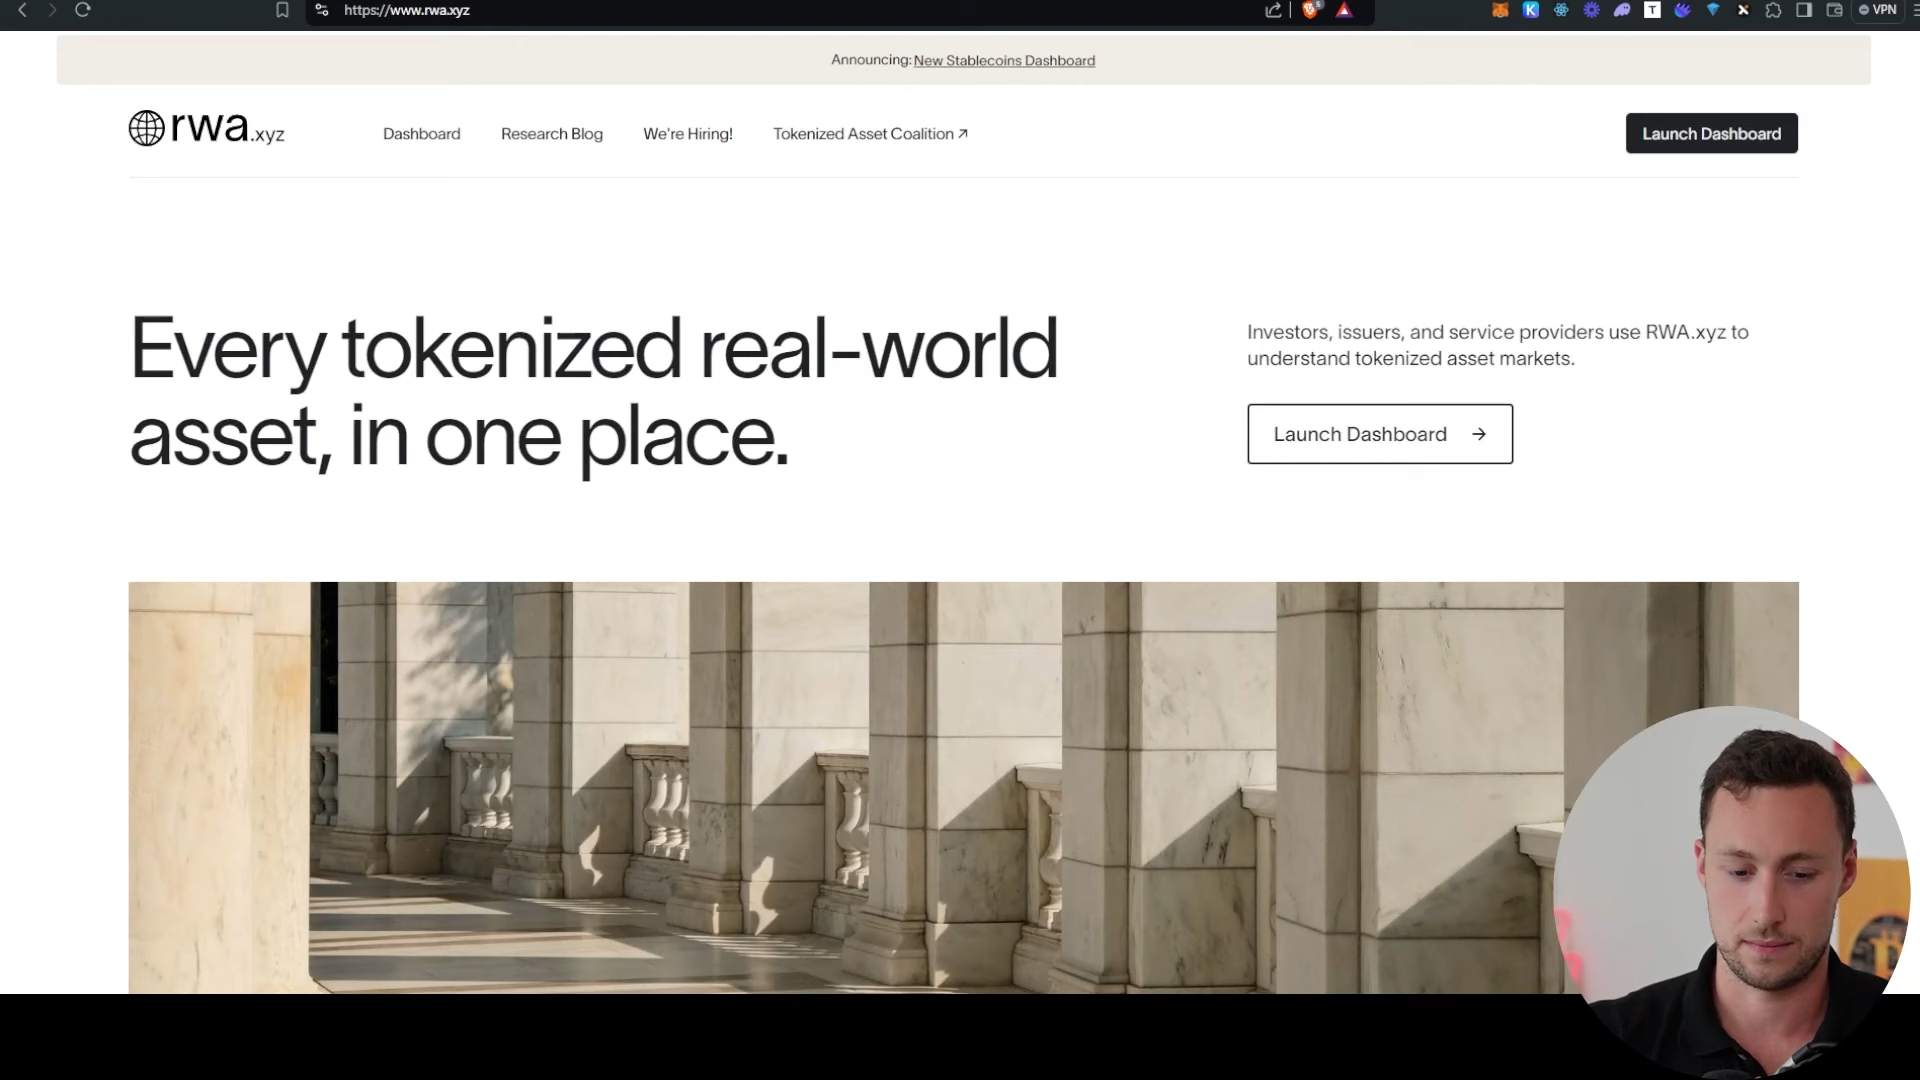 https://www.rwa.xyz
VPN
Announcing: New Stablecoins Dashboard
rwa.xyz
Dashboard
Research Blog
We're Hiring!
Tokenized Asset Coalition ↗
Launch Dashboard
Every tokenized real-world
asset, in one place.
Investors, issuers, and service providers use RWA.xyz to
understand tokenized asset markets.
Launch Dashboard →